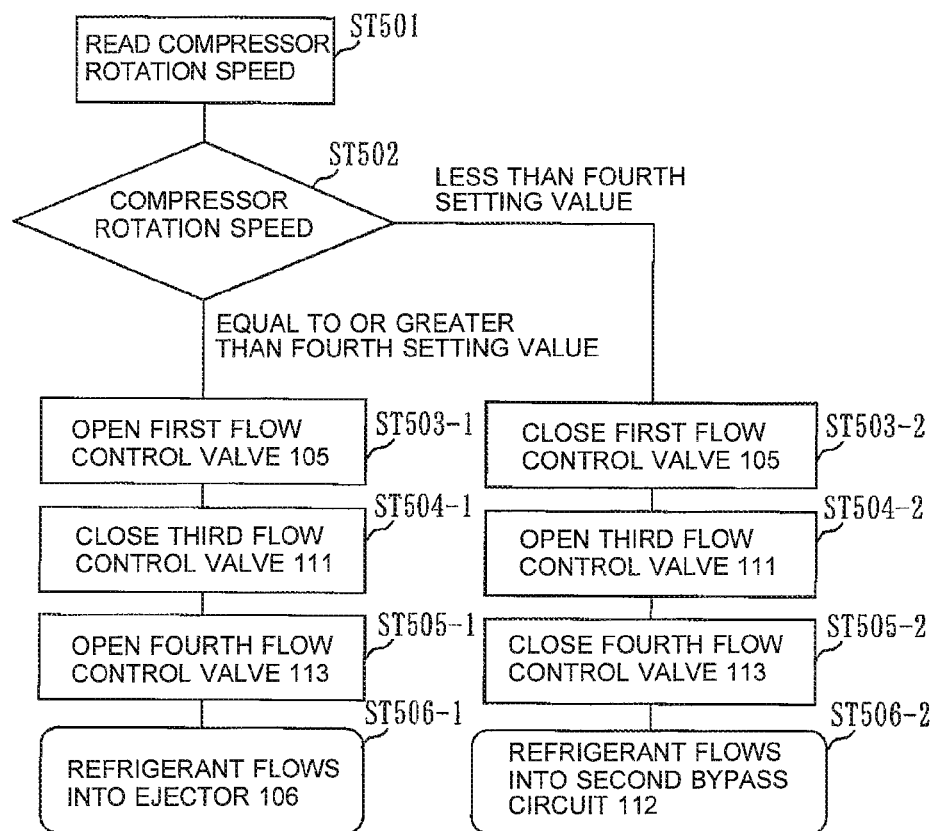 ST501
READ COMPRESSOR
ROTATION SPEED
ST502
COMPRESSOR
ROTATION SPEED
LESS THAN FOURTH
SETTING VALUE
EQUAL TO OR GREATER
THAN FOURTH SETTING VALUE
ST503-1
OPEN FIRST FLOW
CONTROL VALVE 105
ST504-1
CLOSE THIRD FLOW
CONTROL VALVE 111
ST505-1
OPEN FOURTH FLOW
CONTROL VALVE 113
ST506-1
REFRIGERANT FLOWS
INTO EJECTOR 106
ST503-2
CLOSE FIRST FLOW
CONTROL VALVE 105
ST504-2
OPEN THIRD FLOW
CONTROL VALVE 111
ST505-2
CLOSE FOURTH FLOW
CONTROL VALVE 113
ST506-2
REFRIGERANT FLOWS
INTO SECOND BYPASS
CIRCUIT 112